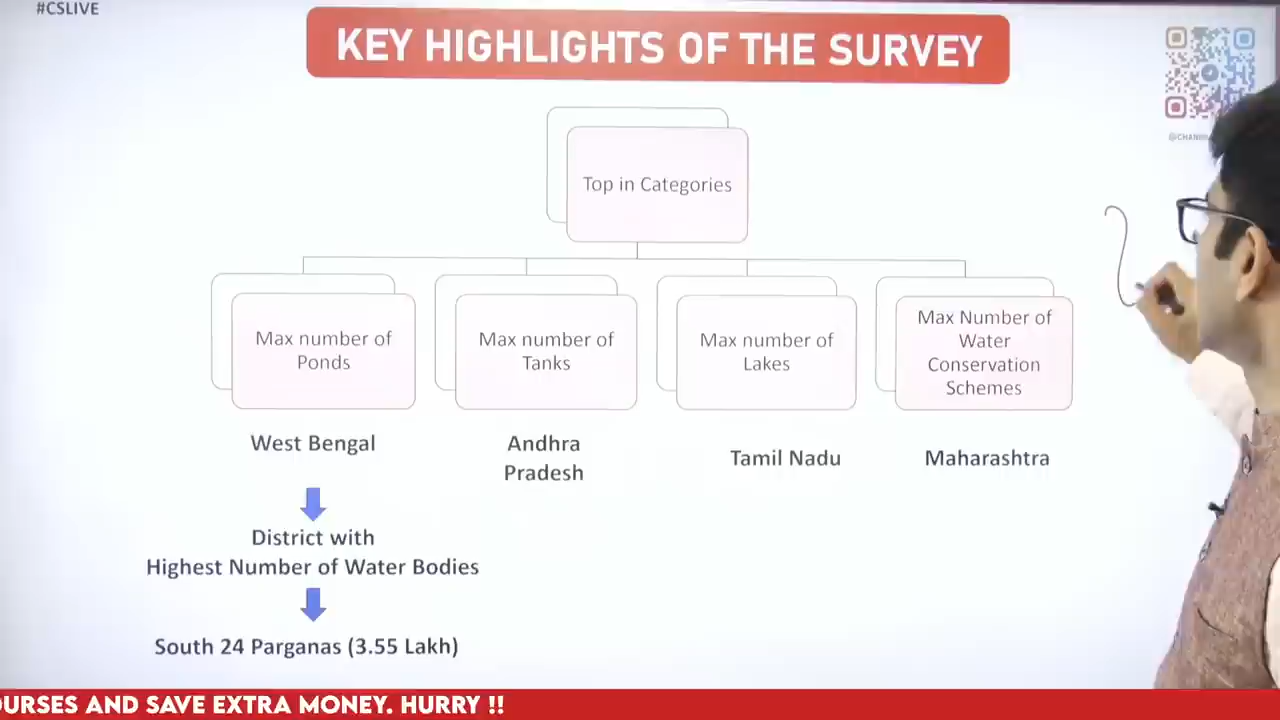 #CSLIVE
KEY HIGHLIGHTS OF THE SURVEY
Top in Categories
Max number of
Ponds
Max number of
Tanks
Max number of
Lakes
Max Number of
Water
Conservation
Schemes
West Bengal
Andhra
Pradesh
Tamil Nadu
Maharashtra
District with
Highest Number of Water Bodies
South 24 Parganas (3.55 Lakh)
OURSES AND SAVE EXTRA MONEY. HURRY !!